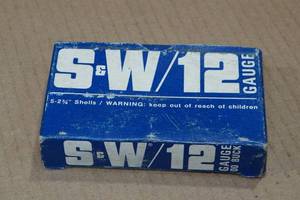 S&W/12 GAUGE
5-2¾" Shells / WARNING: keep out of reach of children
S&W/12 GAUGE
00 BUCK